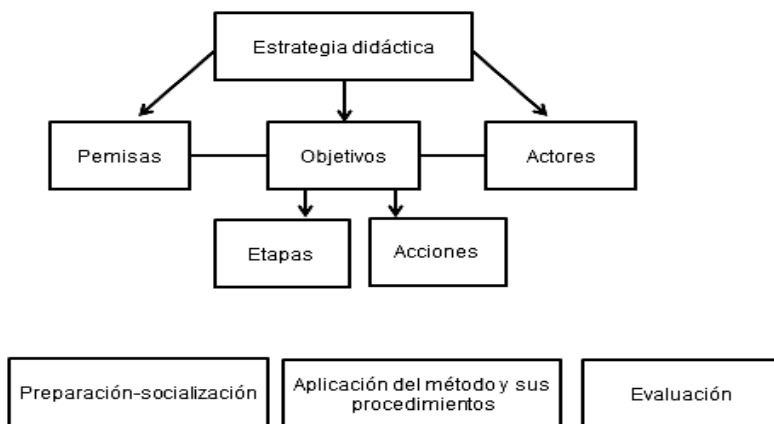 Estrategia didáctica
Pemisas
Objetivos
Actores
Etapas
Acciones
Preparación-socialización
Aplicación del método y sus
procedimientos
Evaluación